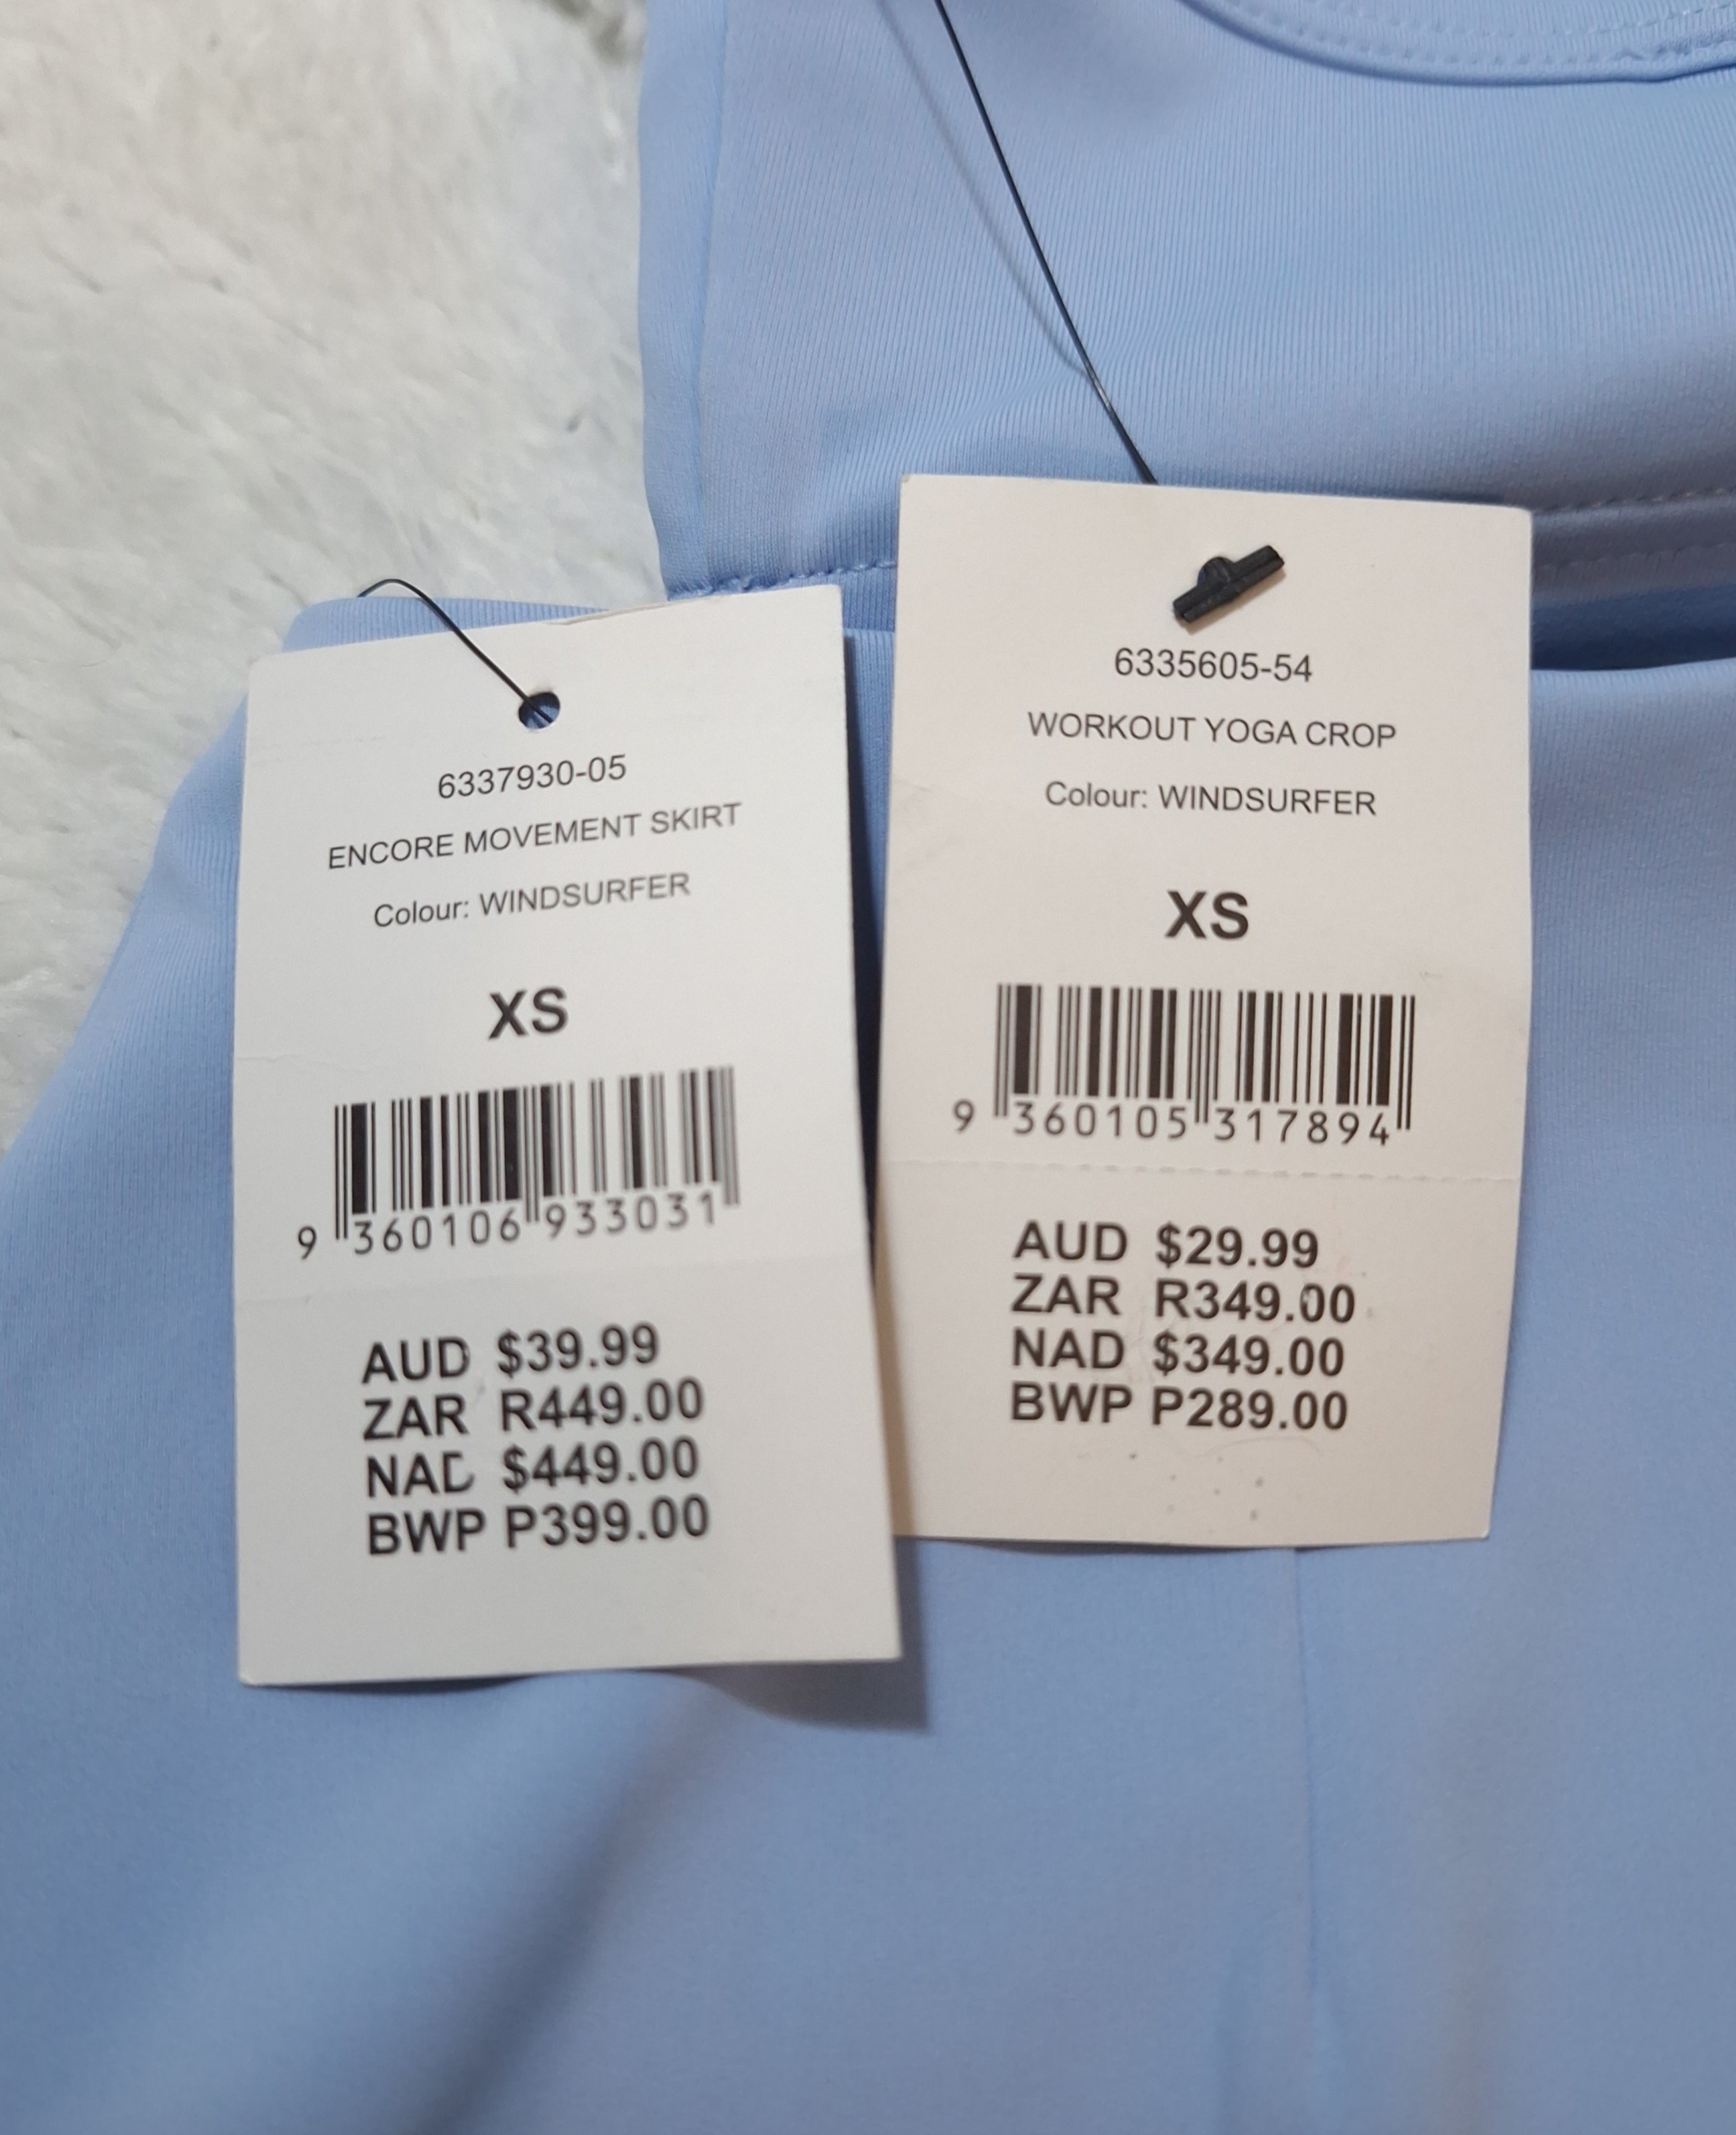 6337930-05
ENCORE MOVEMENT SKIRT
Colour: WINDSURFER
XS
9 360106 933031
AUD $39.99
ZAR R449.00
NAD $449.00
BWP P399.00
6335605-54
WORKOUT YOGA CROP
Colour: WINDSURFER
XS
9 360105 317894
AUD $29.99
ZAR R349.00
NAD $349.00
BWP P289.00